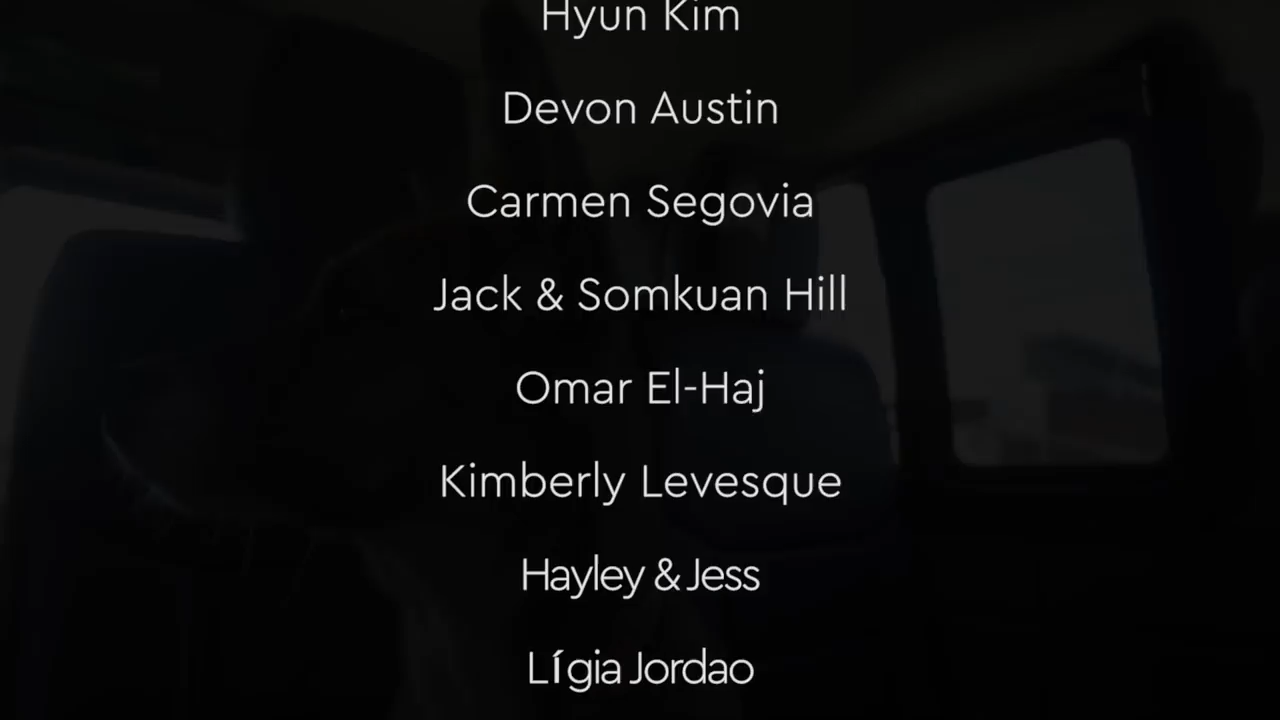 Hyun Kim
Devon Austin
Carmen Segovia
Jack & Somkuan Hill
Omar El-Haj
Kimberly Levesque
Hayley & Jess
Lígia Jordao